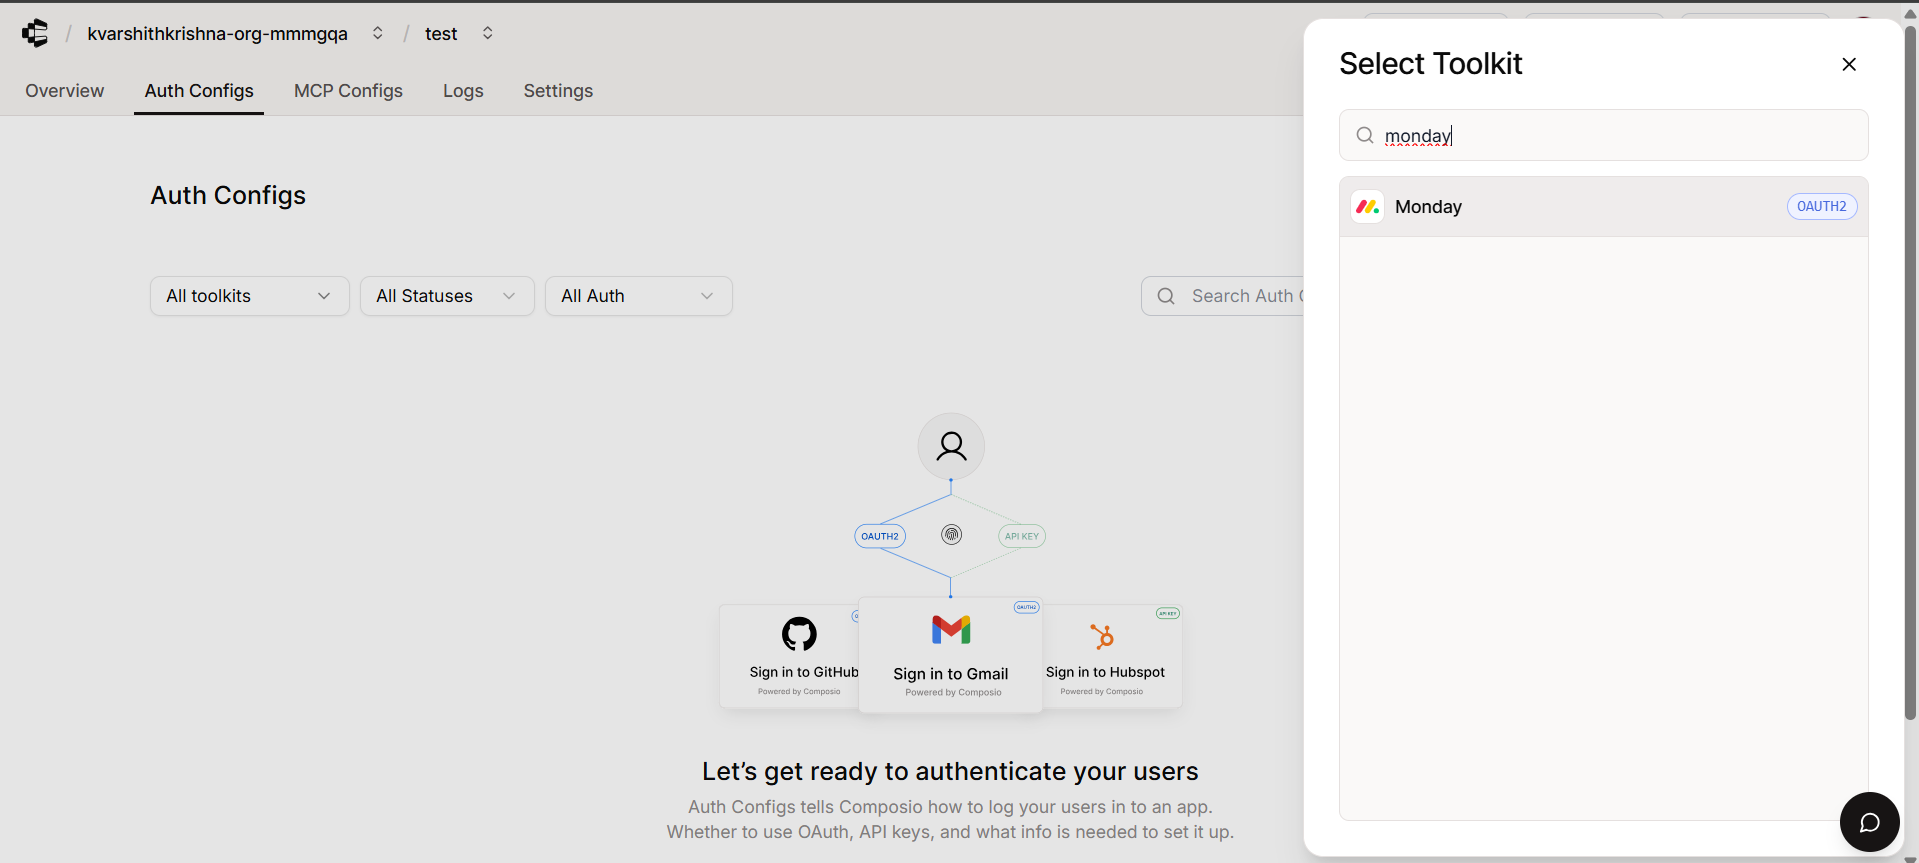 / kvarshithkrishna-org-mmmgqa / test
Overview Auth Configs MCP Configs Logs Settings
Auth Configs
All toolkits All Statuses All Auth Search Auth
OAUTH2 API KEY
OAUTH2 API KEY
Sign in to GitHub Sign in to Gmail Sign in to Hubspot
Powered by Composio Powered by Composio Powered by Composio
Let’s get ready to authenticate your users
Auth Configs tells Composio how to log your users in to an app.
Whether to use OAuth, API keys, and what info is needed to set it up.
Select Toolkit
monday
Monday OAUTH2